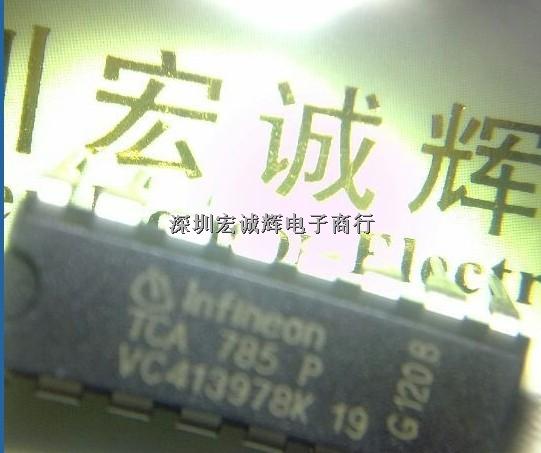 圳宏诚辉
深圳宏诚辉电子商行
Electr
infineon
TCA 785 P
VC413978K 19
G1208